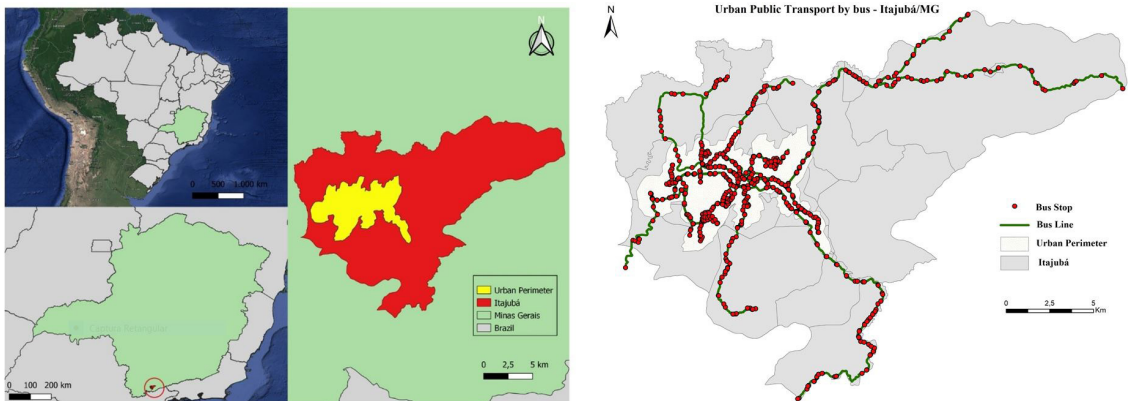 0 500 1.000 km
Captura Retangular
0 100 200 km
N
Urban Perimeter
Itajubá
Minas Gerais
Brazil
0 2,5 5 km
Urban Public Transport by bus - Itajubá/MG
N
Bus Stop
Bus Line
Urban Perimeter
Itajubá
0 2,5 5
Km